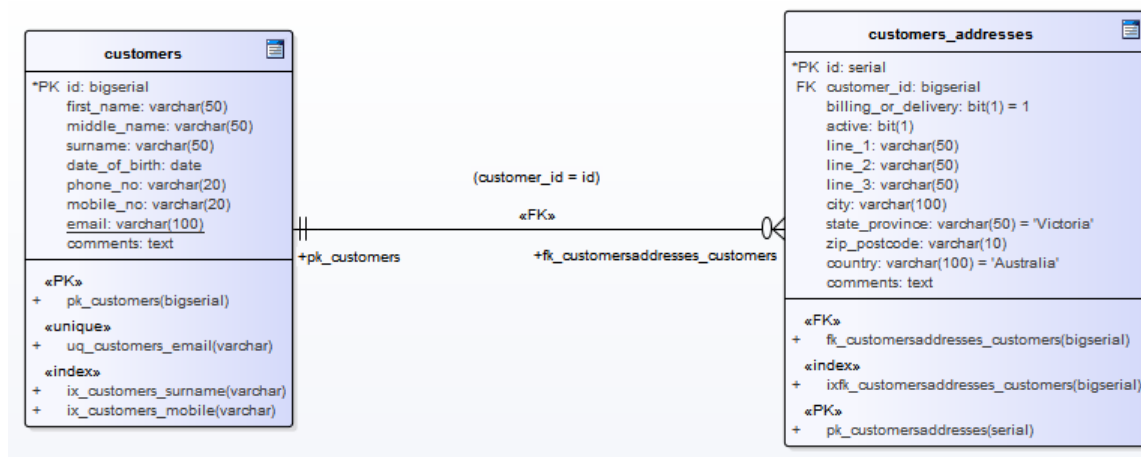 customers
*PK id: bigserial
first_name: varchar(50)
middle_name: varchar(50)
surname: varchar(50)
date_of_birth: date
phone_no: varchar(20)
mobile_no: varchar(20)
email: varchar(100)
comments: text
«PK»
+ pk_customers(bigserial)
«unique»
+ uq_customers_email(varchar)
«index»
+ ix_customers_surname(varchar)
+ ix_customers_mobile(varchar)
(customer_id = id)
«FK»
+pk_customers
+fk_customersaddresses_customers
customers_addresses
*PK id: serial
FK customer_id: bigserial
billing_or_delivery: bit(1) = 1
active: bit(1)
line_1: varchar(50)
line_2: varchar(50)
line_3: varchar(50)
city: varchar(100)
state_province: varchar(50) = 'Victoria'
zip_postcode: varchar(10)
country: varchar(100) = 'Australia'
comments: text
«FK»
+ fk_customersaddresses_customers(bigserial)
«index»
+ ixfk_customersaddresses_customers(bigserial)
«PK»
+ pk_customersaddresses(serial)